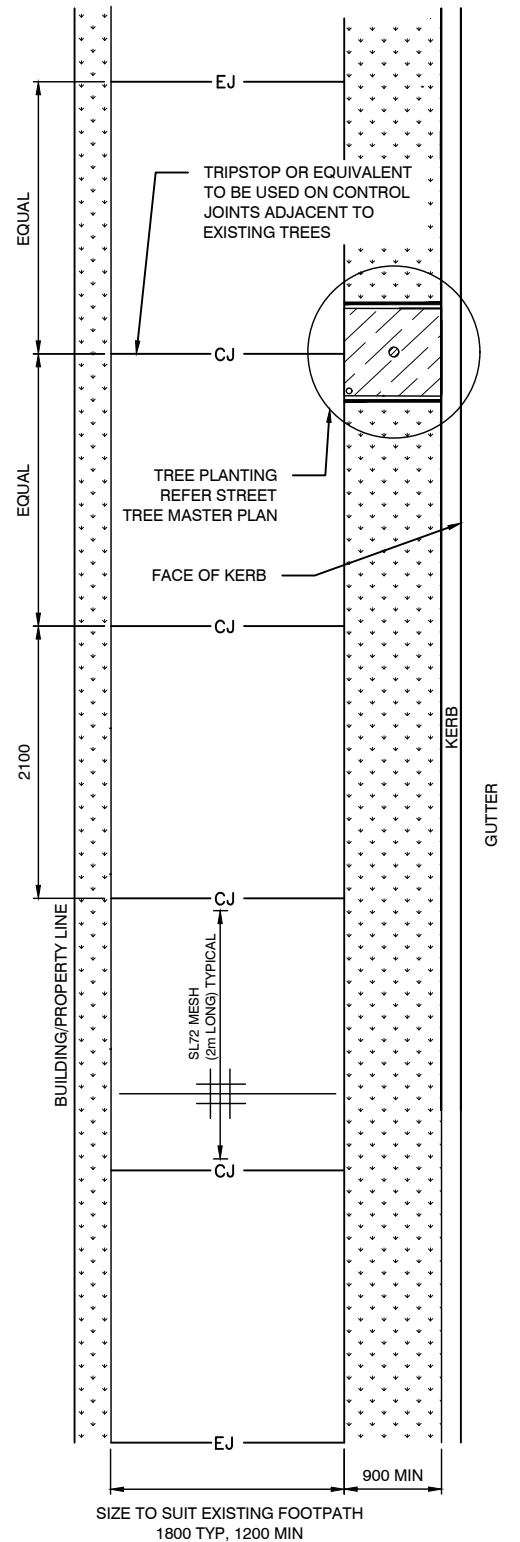 EJ
TRIPSTOP OR EQUIVALENT
TO BE USED ON CONTROL
JOINTS ADJACENT TO
EXISTING TREES
EQUAL
CJ
TREE PLANTING
REFER STREET
TREE MASTER PLAN
EQUAL
FACE OF KERB
CJ
2100
KERB
GUTTER
CJ
BUILDING/PROPERTY LINE
SL72 MESH
(2m LONG) TYPICAL
CJ
EJ
900 MIN
SIZE TO SUIT EXISTING FOOTPATH
1800 TYP, 1200 MIN